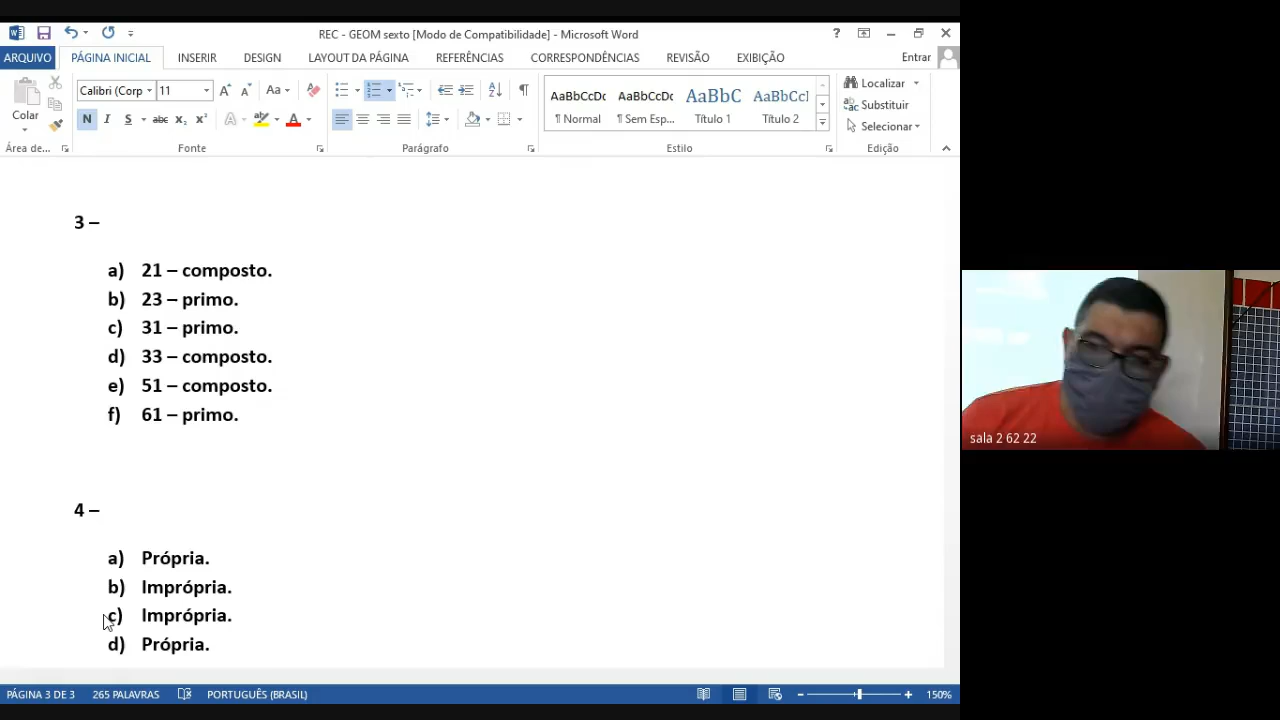 REC - GEOM sexto [Modo de Compatibilidade] - Microsoft Word
ARQUIVO PÁGINA INICIAL INSERIR DESIGN LAYOUT DA PÁGINA REFERÊNCIAS CORRESPONDÊNCIAS REVISÃO EXIBIÇÃO Entrar
Colar
Calibri (Corp 11
AaBbCcDc AaBbCcDc AaBbC AaBbCcI
¶ Normal ¶ Sem Esp... Título 1 Título 2
Localizar
Substituir
Selecionar
Área de... Fonte Parágrafo Estilo Edição
3 –
a) 21 – composto.
b) 23 – primo.
c) 31 – primo.
d) 33 – composto.
e) 51 – composto.
f) 61 – primo.
4 –
a) Própria.
b) Imprópria.
c) Imprópria.
d) Própria.
PÁGINA 3 DE 3 265 PALAVRAS PORTUGUÊS (BRASIL) 150%
sala 2 62 22